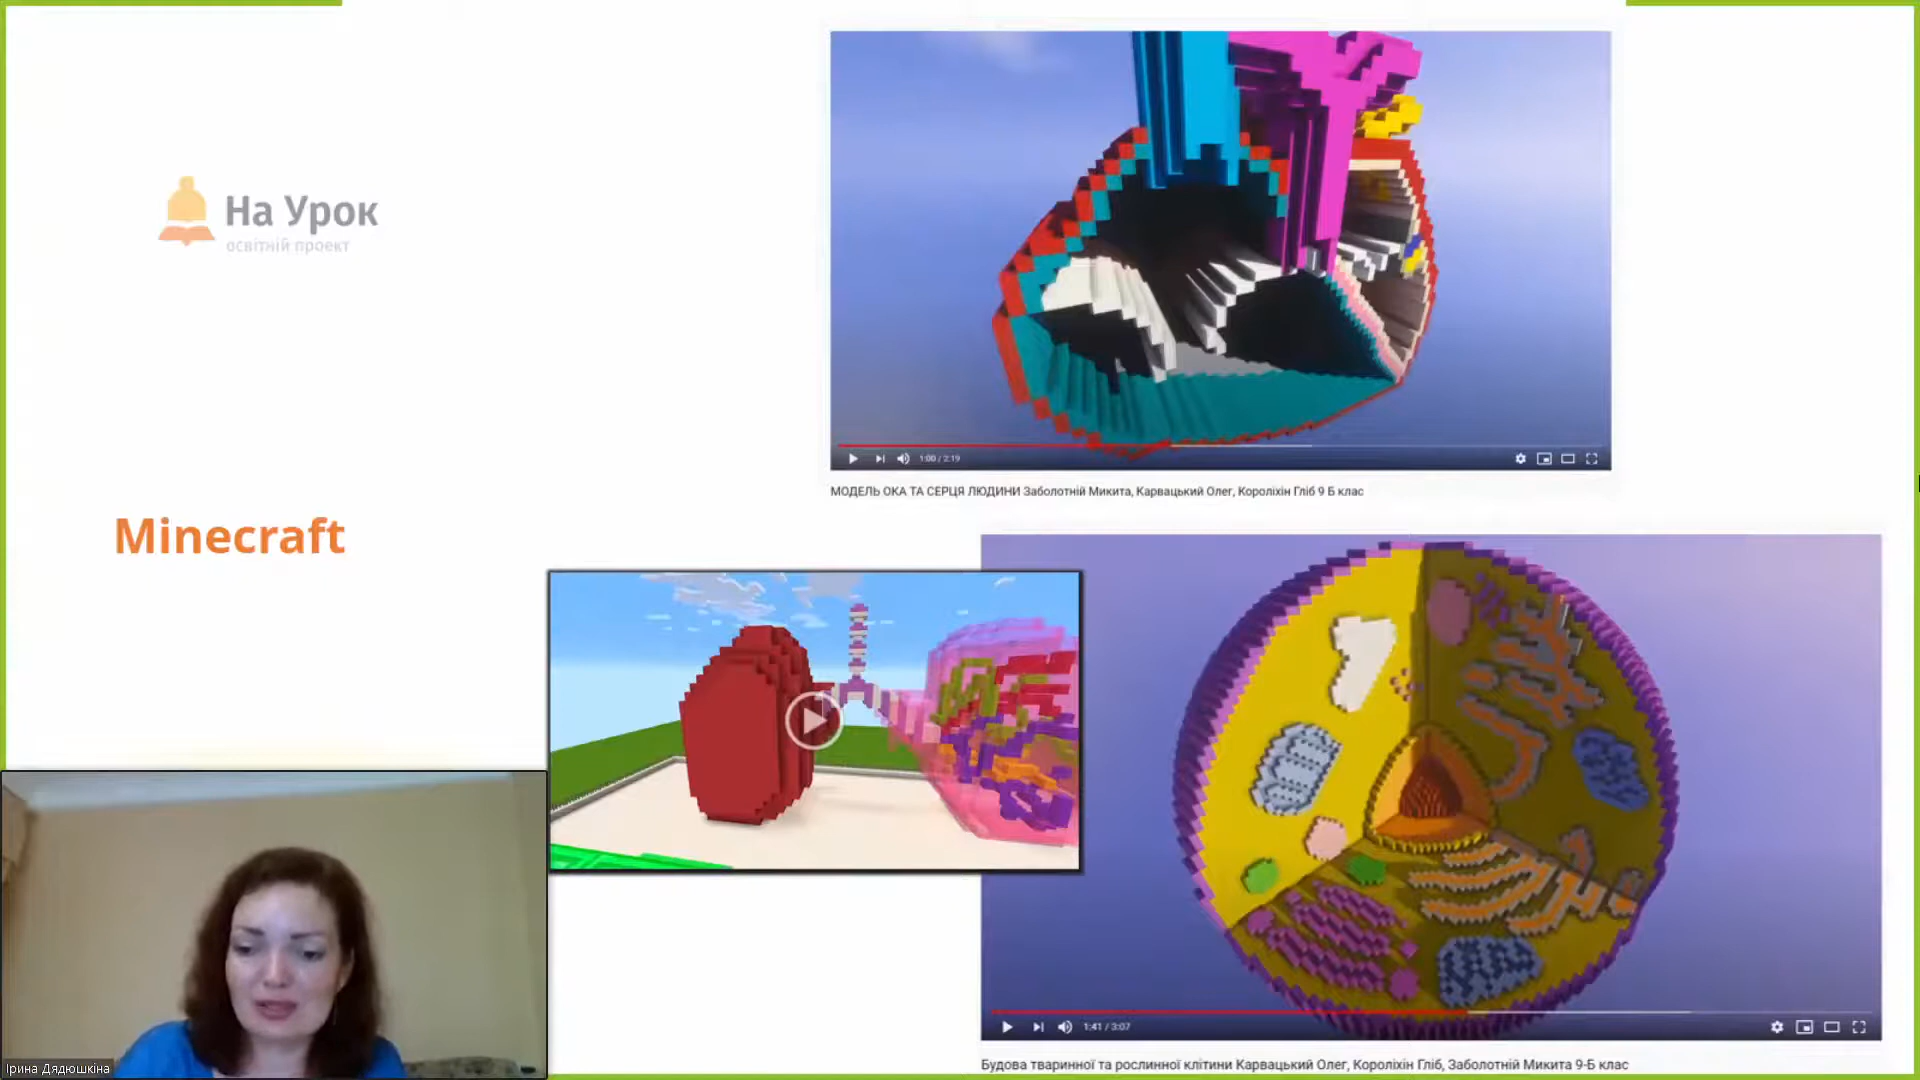 На Урок
освітній проект
1:00 / 2:19
МОДЕЛЬ ОКА ТА СЕРЦЯ ЛЮДИНИ Заболотній Микита, Карвацький Олег, Короліхін Гліб 9 Б клас
Minecraft
1:41 / 3:07
Ірина Дядюшкіна
Будова тваринної та рослинної клітини Карвацький Олег, Короліхін Гліб, Заболотній Микита 9-Б клас